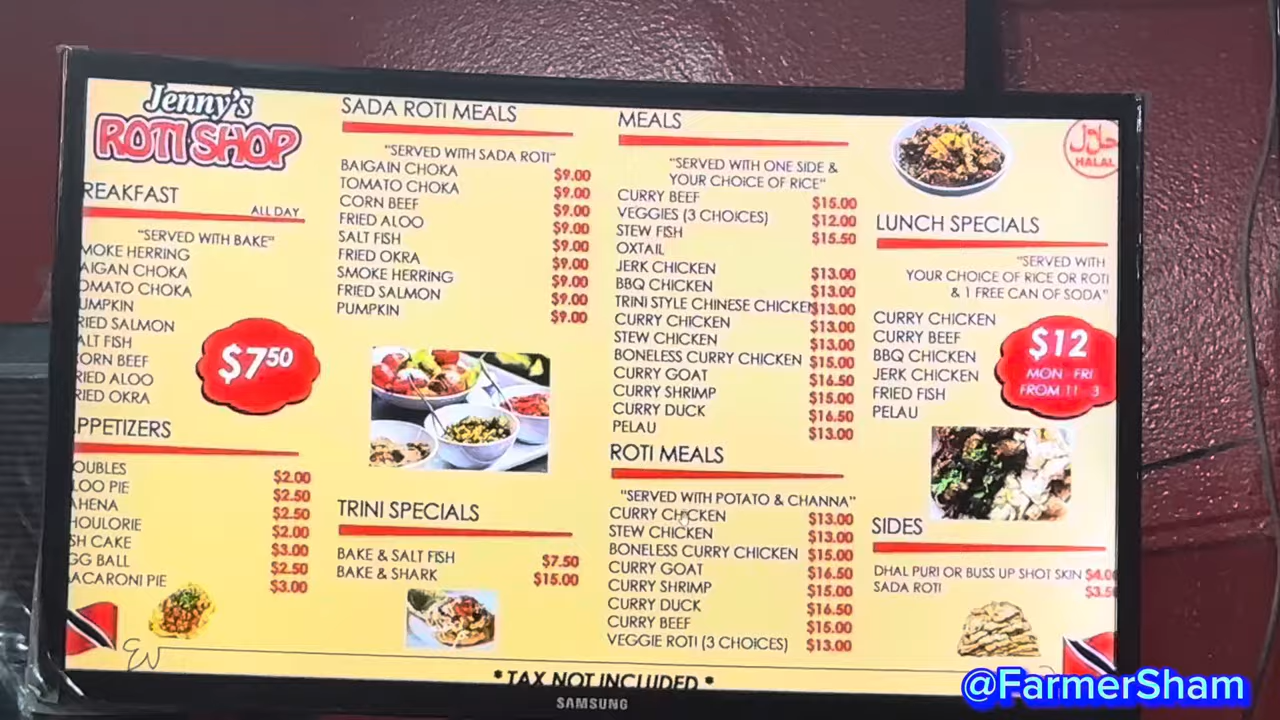 Jenny's
ROTI SHOP
REAKFAST
ALL DAY
"SERVED WITH BAKE"
MOKE HERRING
AIGAN CHOKA
OMATO CHOKA
UMPKIN
RIED SALMON
ALT FISH
ORN BEEF
RIED ALOO
RIED OKRA
$7.50
PPETIZERS
OUBLES $2.00
LOO PIE $2.50
AHENA $2.50
HOULORIE $2.00
SH CAKE $3.00
GG BALL $2.50
ACARONI PIE $3.00
SADA ROTI MEALS
"SERVED WITH SADA ROTI"
BAIGAIN CHOKA $9.00
TOMATO CHOKA $9.00
CORN BEEF $9.00
FRIED ALOO $9.00
SALT FISH $9.00
FRIED OKRA $9.00
SMOKE HERRING $9.00
FRIED SALMON $9.00
PUMPKIN $9.00
TRINI SPECIALS
BAKE & SALT FISH $7.50
BAKE & SHARK $15.00
MEALS
"SERVED WITH ONE SIDE &
YOUR CHOICE OF RICE"
CURRY BEEF $15.00
VEGGIES (3 CHOICES) $12.00
STEW FISH $15.50
OXTAIL
JERK CHICKEN $13.00
BBQ CHICKEN $13.00
TRINI STYLE CHINESE CHICKEN $13.00
CURRY CHICKEN $13.00
STEW CHICKEN $13.00
BONELESS CURRY CHICKEN $15.00
CURRY GOAT $16.50
CURRY SHRIMP $15.00
CURRY DUCK $16.50
PELAU $13.00
ROTI MEALS
"SERVED WITH POTATO & CHANNA"
CURRY CHICKEN $13.00
STEW CHICKEN $13.00
BONELESS CURRY CHICKEN $15.00
CURRY GOAT $16.50
CURRY SHRIMP $15.00
CURRY DUCK $16.50
CURRY BEEF $15.00
VEGGIE ROTI (3 CHOICES) $13.00
حلال
HALAL
LUNCH SPECIALS
"SERVED WITH
YOUR CHOICE OF RICE OR ROTI
& 1 FREE CAN OF SODA"
CURRY CHICKEN
CURRY BEEF
BBQ CHICKEN
JERK CHICKEN
FRIED FISH
PELAU
$12
MON FRI
FROM 11 3
SIDES
DHAL PURI OR BUSS UP SHOT SKIN $4.00
SADA ROTI $3.5
*TAX NOT INCLUDED*
SAMSUNG
@FarmerSham